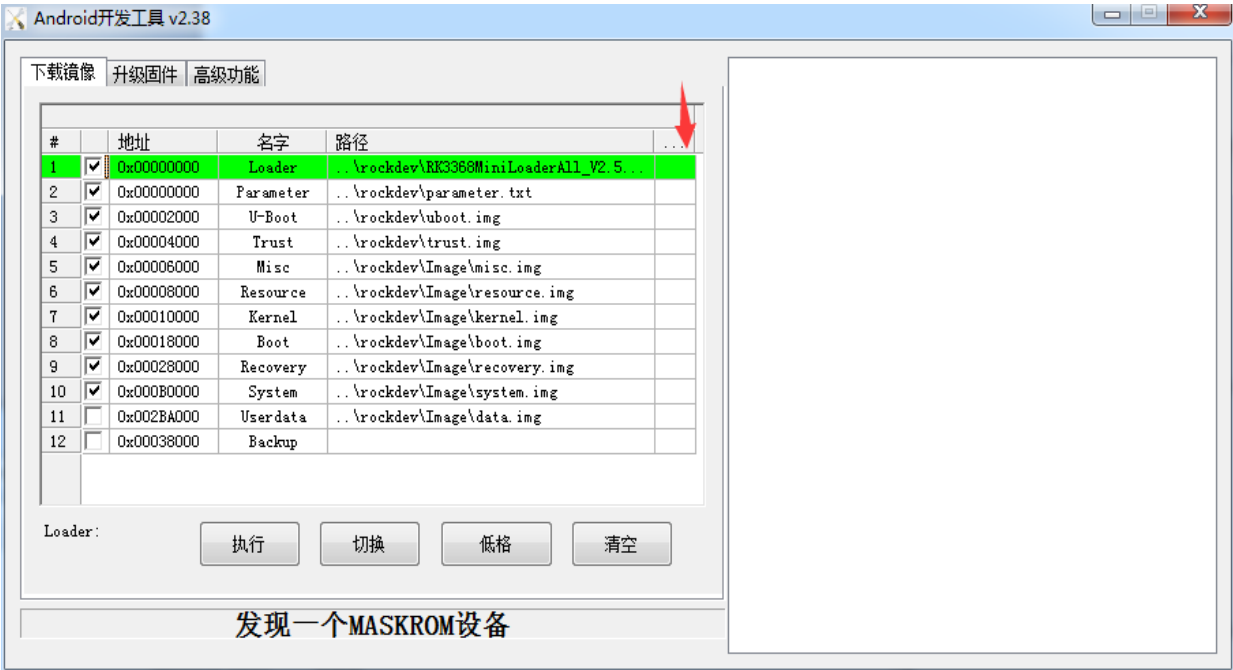 Android开发工具 v2.38
下载镜像 升级固件 高级功能
# 地址 名字 路径 ...
1 0x00000000 Loader ..\rockdev\RK3368MiniLoaderAll_V2.5...
2 0x00000000 Parameter ..\rockdev\parameter.txt
3 0x00002000 U-Boot ..\rockdev\uboot.img
4 0x00004000 Trust ..\rockdev\trust.img
5 0x00006000 Misc ..\rockdev\Image\misc.img
6 0x00008000 Resource ..\rockdev\Image\resource.img
7 0x00010000 Kernel ..\rockdev\Image\kernel.img
8 0x00018000 Boot ..\rockdev\Image\boot.img
9 0x00028000 Recovery ..\rockdev\Image\recovery.img
10 0x000B0000 System ..\rockdev\Image\system.img
11 0x002BA000 Userdata ..\rockdev\Image\data.img
12 0x00038000 Backup
Loader: 执行 切换 低格 清空
发现一个MASKROM设备